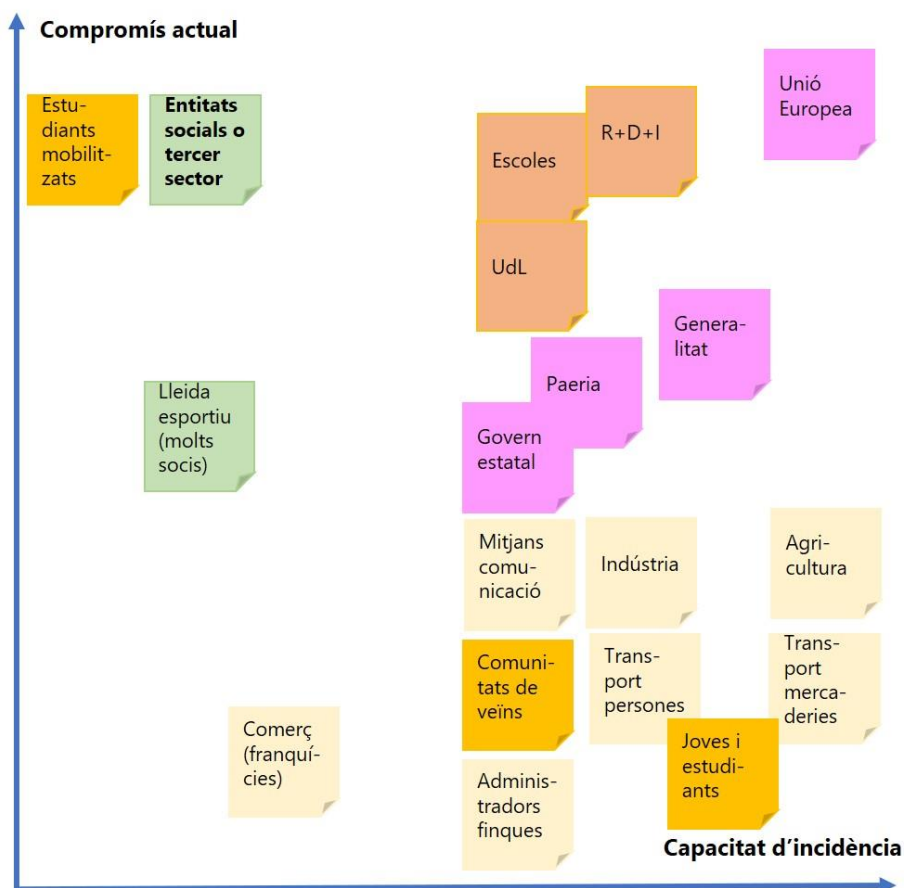 Compromís actual
Estu-
diants
mobilit-
zats
Entitats
socials o
tercer
sector
Escoles
R+D+I
Unió
Europea
UdL
Genera-
litat
Paeria
Lleida
esportiu
(molts
socis)
Govern
estatal
Mitjans
comu-
nicació
Indústria
Agri-
cultura
Comuni-
tats de
veïns
Trans-
port
persones
Trans-
port
merca-
deries
Comerç
(franquí-
cies)
Joves i
estudi-
ants
Adminis-
tradors
finques
Capacitat d’incidència